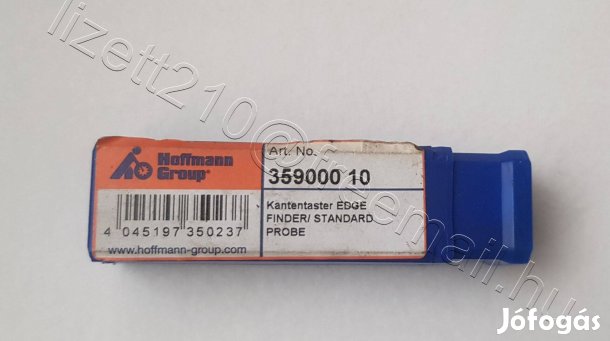 Hoffmann
Group®
4 045197 350237
www.hoffmann-group.com
Art. No.
359000 10
Kantentaster EDGE
FINDER/ STANDARD
PROBE
lizett210@freemail.hu
Jófogás